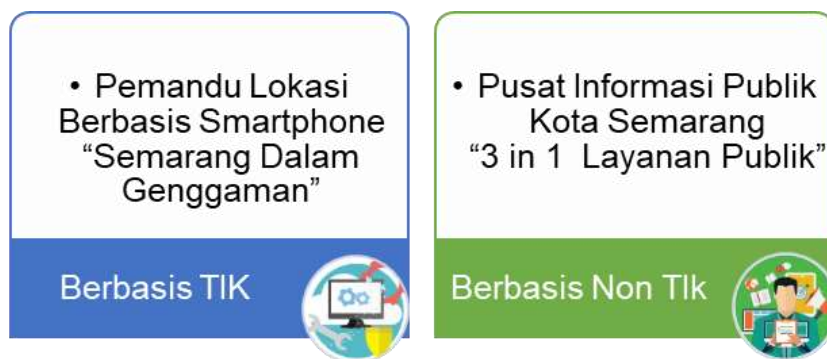 • Pemandu Lokasi
Berbasis Smartphone
“Semarang Dalam
Genggaman”
Berbasis TIK
• Pusat Informasi Publik
Kota Semarang
“3 in 1 Layanan Publik”
Berbasis Non TIk